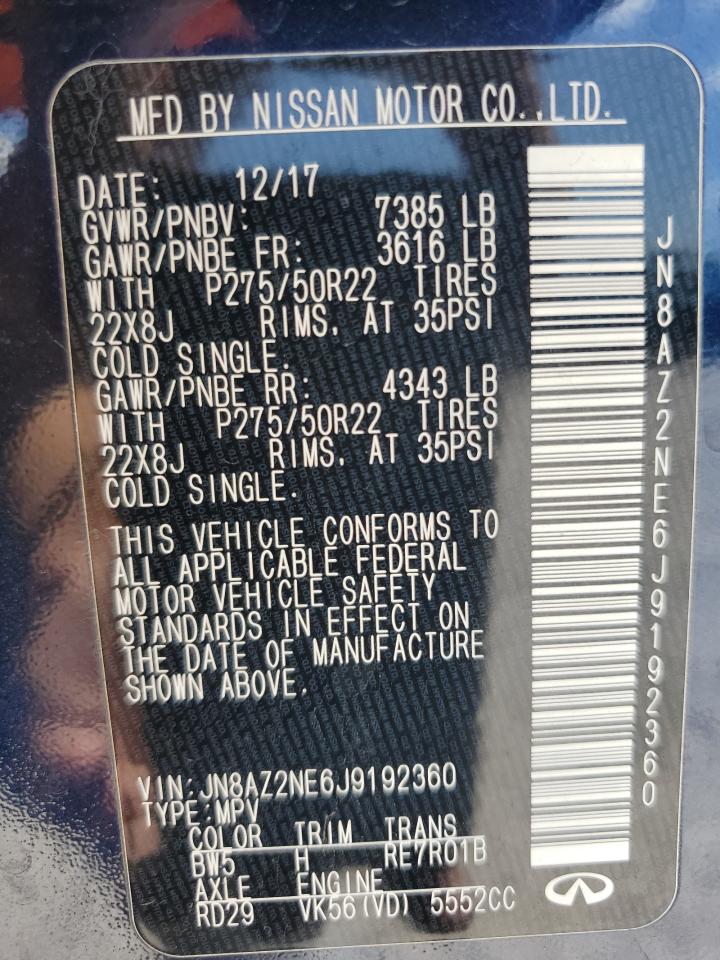 MFD BY NISSAN MOTOR CO.,LTD.
DATE: 12/17
GVWR/PNBV: 7385 LB
GAWR/PNBE FR: 3616 LB
WITH P275/50R22 TIRES
22X8J RIMS. AT 35PSI
COLD SINGLE.
GAWR/PNBE RR: 4343 LB
WITH P275/50R22 TIRES
22X8J RIMS. AT 35PSI
COLD SINGLE.
THIS VEHICLE CONFORMS TO
ALL APPLICABLE FEDERAL
MOTOR VEHICLE SAFETY
STANDARDS IN EFFECT ON
THE DATE OF MANUFACTURE
SHOWN ABOVE.
VIN:JN8AZ2NE6J9192360
TYPE:MPV
COLOR TRIM TRANS
BW5 H RE7R01B
AXLE ENGINE
RD29 VK56(VD) 5552CC
JN8AZ2NE6J9192360